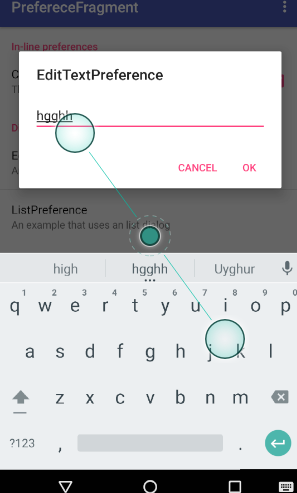 PrefereceFragment
In-line preferences
EditTextPreference
hgghh
CANCEL
OK
ListPreference
An example that uses an list dialog
high
hgghh
Uyghur
1 2 3 4 5 6 7 8 9 0
q w e r t y u i o p
a s d f g h j k l
z x c v b n m
?123 , .